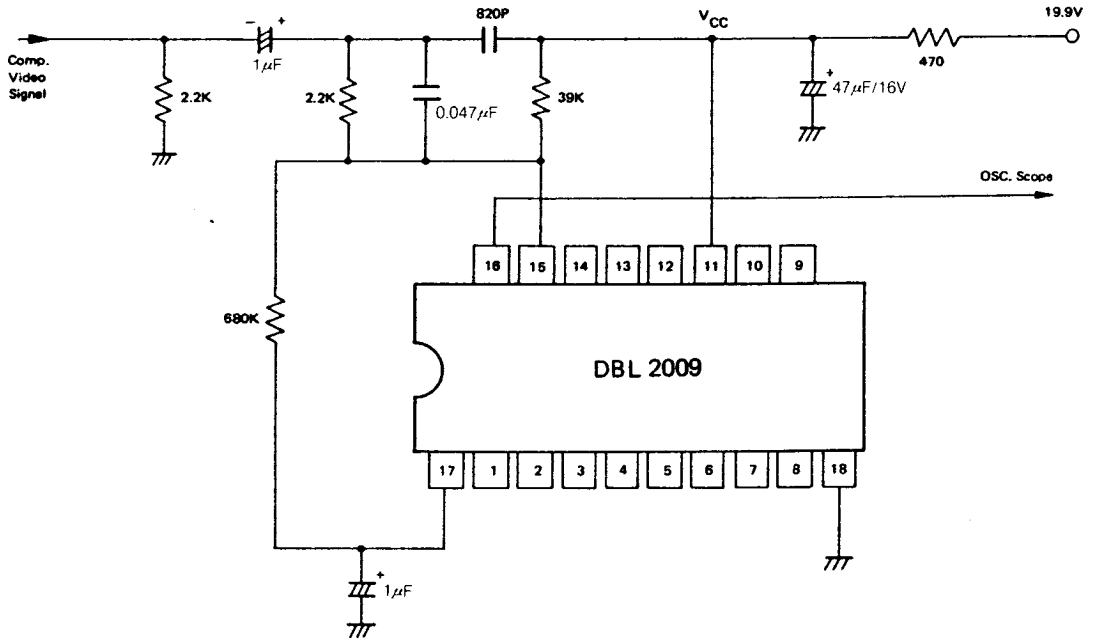 820P
VCC
19.9V
- +
Comp.
Video
Signal
1μF
2.2K
2.2K
0.047μF
39K
+
47μF/16V
470
OSC. Scope
16 15 14 13 12 11 10 9
680K
DBL 2009
17 1 2 3 4 5 6 7 8 18
+
1μF